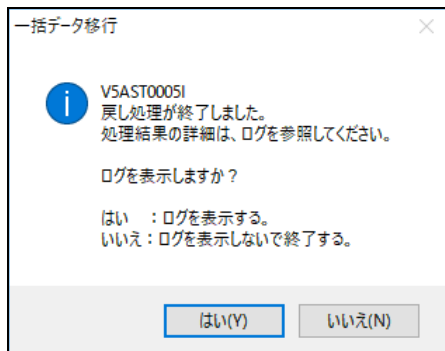 一括データ移行
V5AST0005I
戻し処理が終了しました。
処理結果の詳細は、ログを参照してください。
ログを表示しますか？
はい　：ログを表示する。
いいえ：ログを表示しないで終了する。
はい(Y)
いいえ(N)